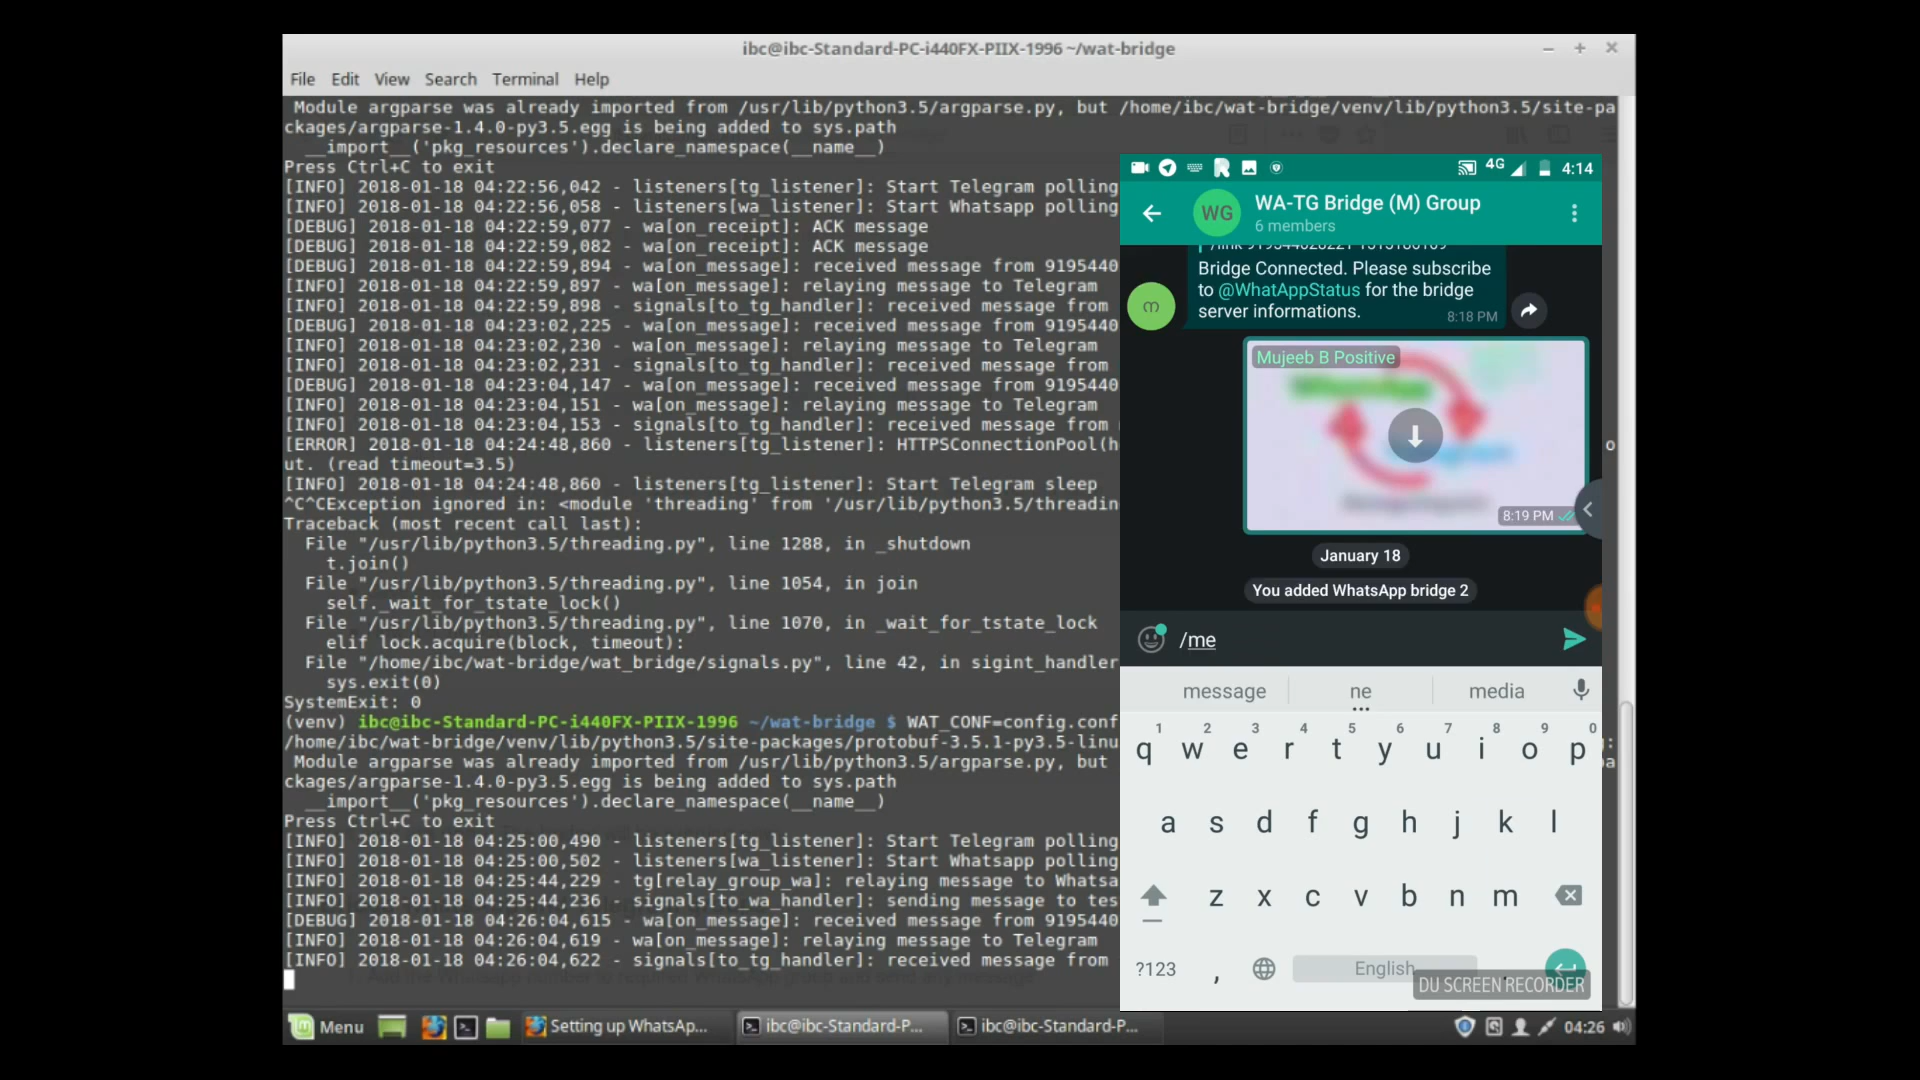 ibc@ibc-Standard-PC-i440FX-PIIX-1996 ~/wat-bridge
File Edit View Search Terminal Help
Module argparse was already imported from /usr/lib/python3.5/argparse.py, but /home/ibc/wat-bridge/venv/lib/python3.5/site-pa
ckages/argparse-1.4.0-py3.5.egg is being added to sys.path
__import__('pkg_resources').declare_namespace(__name__)
Press Ctrl+C to exit
[INFO] 2018-01-18 04:22:56,042 - listeners[tg_listener]: Start Telegram polling
[INFO] 2018-01-18 04:22:56,058 - listeners[wa_listener]: Start Whatsapp polling
[DEBUG] 2018-01-18 04:22:59,077 - wa[on_receipt]: ACK message
[DEBUG] 2018-01-18 04:22:59,082 - wa[on_receipt]: ACK message
[DEBUG] 2018-01-18 04:22:59,894 - wa[on_message]: received message from 9195440
[INFO] 2018-01-18 04:22:59,897 - wa[on_message]: relaying message to Telegram
[INFO] 2018-01-18 04:22:59,898 - signals[to_tg_handler]: received message from
[DEBUG] 2018-01-18 04:23:02,225 - wa[on_message]: received message from 9195440
[INFO] 2018-01-18 04:23:02,230 - wa[on_message]: relaying message to Telegram
[INFO] 2018-01-18 04:23:02,231 - signals[to_tg_handler]: received message from
[DEBUG] 2018-01-18 04:23:04,147 - wa[on_message]: received message from 9195440
[INFO] 2018-01-18 04:23:04,151 - wa[on_message]: relaying message to Telegram
[INFO] 2018-01-18 04:23:04,153 - signals[to_tg_handler]: received message from
[ERROR] 2018-01-18 04:24:48,860 - listeners[tg_listener]: HTTPSConnectionPool(h
ut. (read timeout=3.5)
[INFO] 2018-01-18 04:24:48,860 - listeners[tg_listener]: Start Telegram sleep
^C^CException ignored in: <module 'threading' from '/usr/lib/python3.5/threadin
Traceback (most recent call last):
File "/usr/lib/python3.5/threading.py", line 1288, in _shutdown
t.join()
File "/usr/lib/python3.5/threading.py", line 1054, in join
self._wait_for_tstate_lock()
File "/usr/lib/python3.5/threading.py", line 1070, in _wait_for_tstate_lock
elif lock.acquire(block, timeout):
File "/home/ibc/wat-bridge/wat_bridge/signals.py", line 42, in sigint_handler
sys.exit(0)
SystemExit: 0
(venv) ibc@ibc-Standard-PC-i440FX-PIIX-1996 ~/wat-bridge $ WAT_CONF=config.conf
/home/ibc/wat-bridge/venv/lib/python3.5/site-packages/protobuf-3.5.1-py3.5-linu
Module argparse was already imported from /usr/lib/python3.5/argparse.py, but
ckages/argparse-1.4.0-py3.5.egg is being added to sys.path
__import__('pkg_resources').declare_namespace(__name__)
Press Ctrl+C to exit
[INFO] 2018-01-18 04:25:00,490 - listeners[tg_listener]: Start Telegram polling
[INFO] 2018-01-18 04:25:00,502 - listeners[wa_listener]: Start Whatsapp polling
[INFO] 2018-01-18 04:25:44,229 - tg[relay_group_wa]: relaying message to Whatsa
[INFO] 2018-01-18 04:25:44,236 - signals[to_wa_handler]: sending message to tes
[DEBUG] 2018-01-18 04:26:04,615 - wa[on_message]: received message from 9195440
[INFO] 2018-01-18 04:26:04,619 - wa[on_message]: relaying message to Telegram
[INFO] 2018-01-18 04:26:04,622 - signals[to_tg_handler]: received message from
Menu
Setting up WhatsAp...
ibc@ibc-Standard-P...
ibc@ibc-Standard-P...
04:26
4G 4:14
WG
WA-TG Bridge (M) Group
6 members
Bridge Connected. Please subscribe
to @WhatAppStatus for the bridge
server informations.
8:18 PM
ന
Mujeeb B Positive
8:19 PM
January 18
You added WhatsApp bridge 2
/me
message ne media
1 2 3 4 5 6 7 8 9 0
q w e r t y u i o p
a s d f g h j k l
z x c v b n m
?123 , English .
DU SCREEN RECORDER